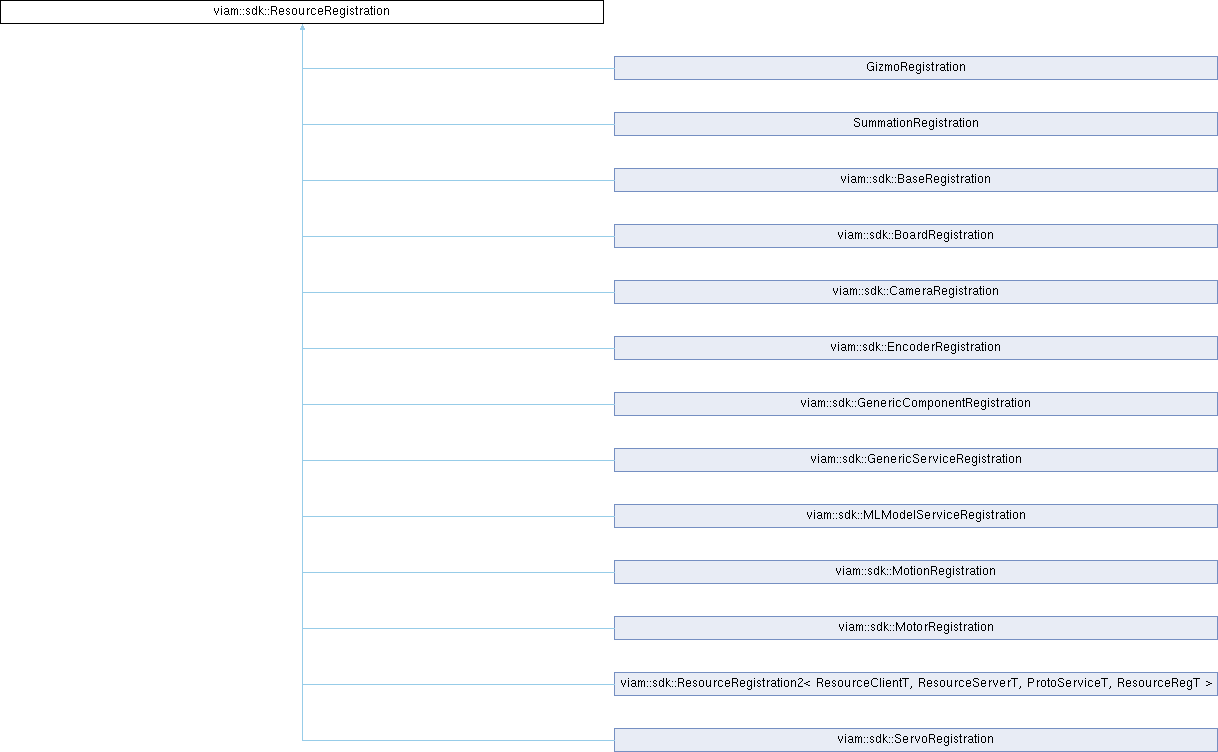 viam::sdk::ResourceRegistration
GizmoRegistration
SummationRegistration
viam::sdk::BaseRegistration
viam::sdk::BoardRegistration
viam::sdk::CameraRegistration
viam::sdk::EncoderRegistration
viam::sdk::GenericComponentRegistration
viam::sdk::GenericServiceRegistration
viam::sdk::MLModelServiceRegistration
viam::sdk::MotionRegistration
viam::sdk::MotorRegistration
viam::sdk::ResourceRegistration2< ResourceClientT, ResourceServerT, ProtoServiceT, ResourceRegT >
viam::sdk::ServoRegistration